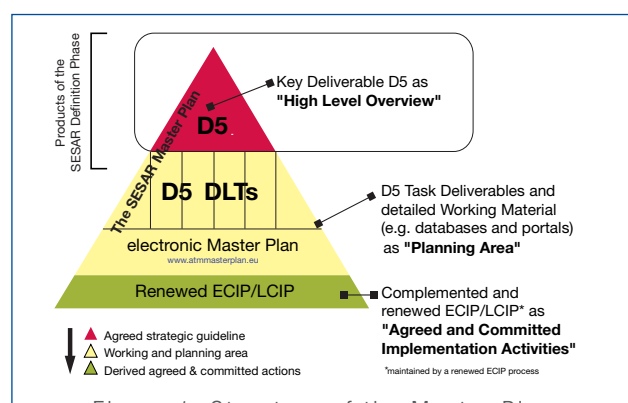 Products of the
SESAR Definition Phase
The SESAR Master Plan
Key Deliverable D5 as
"High Level Overview"
D5
D5 DLTs
D5 Task Deliverables and
detailed Working Material
(e.g. databases and portals)
as "Planning Area"
electronic Master Plan
www.atmmasterplan.eu
Renewed ECIP/LCIP
Complemented and
renewed ECIP/LCIP* as
"Agreed and Committed
Implementation Activities"
*maintained by a renewed ECIP process
Agreed strategic guideline
Working and planning area
Derived agreed & committed actions